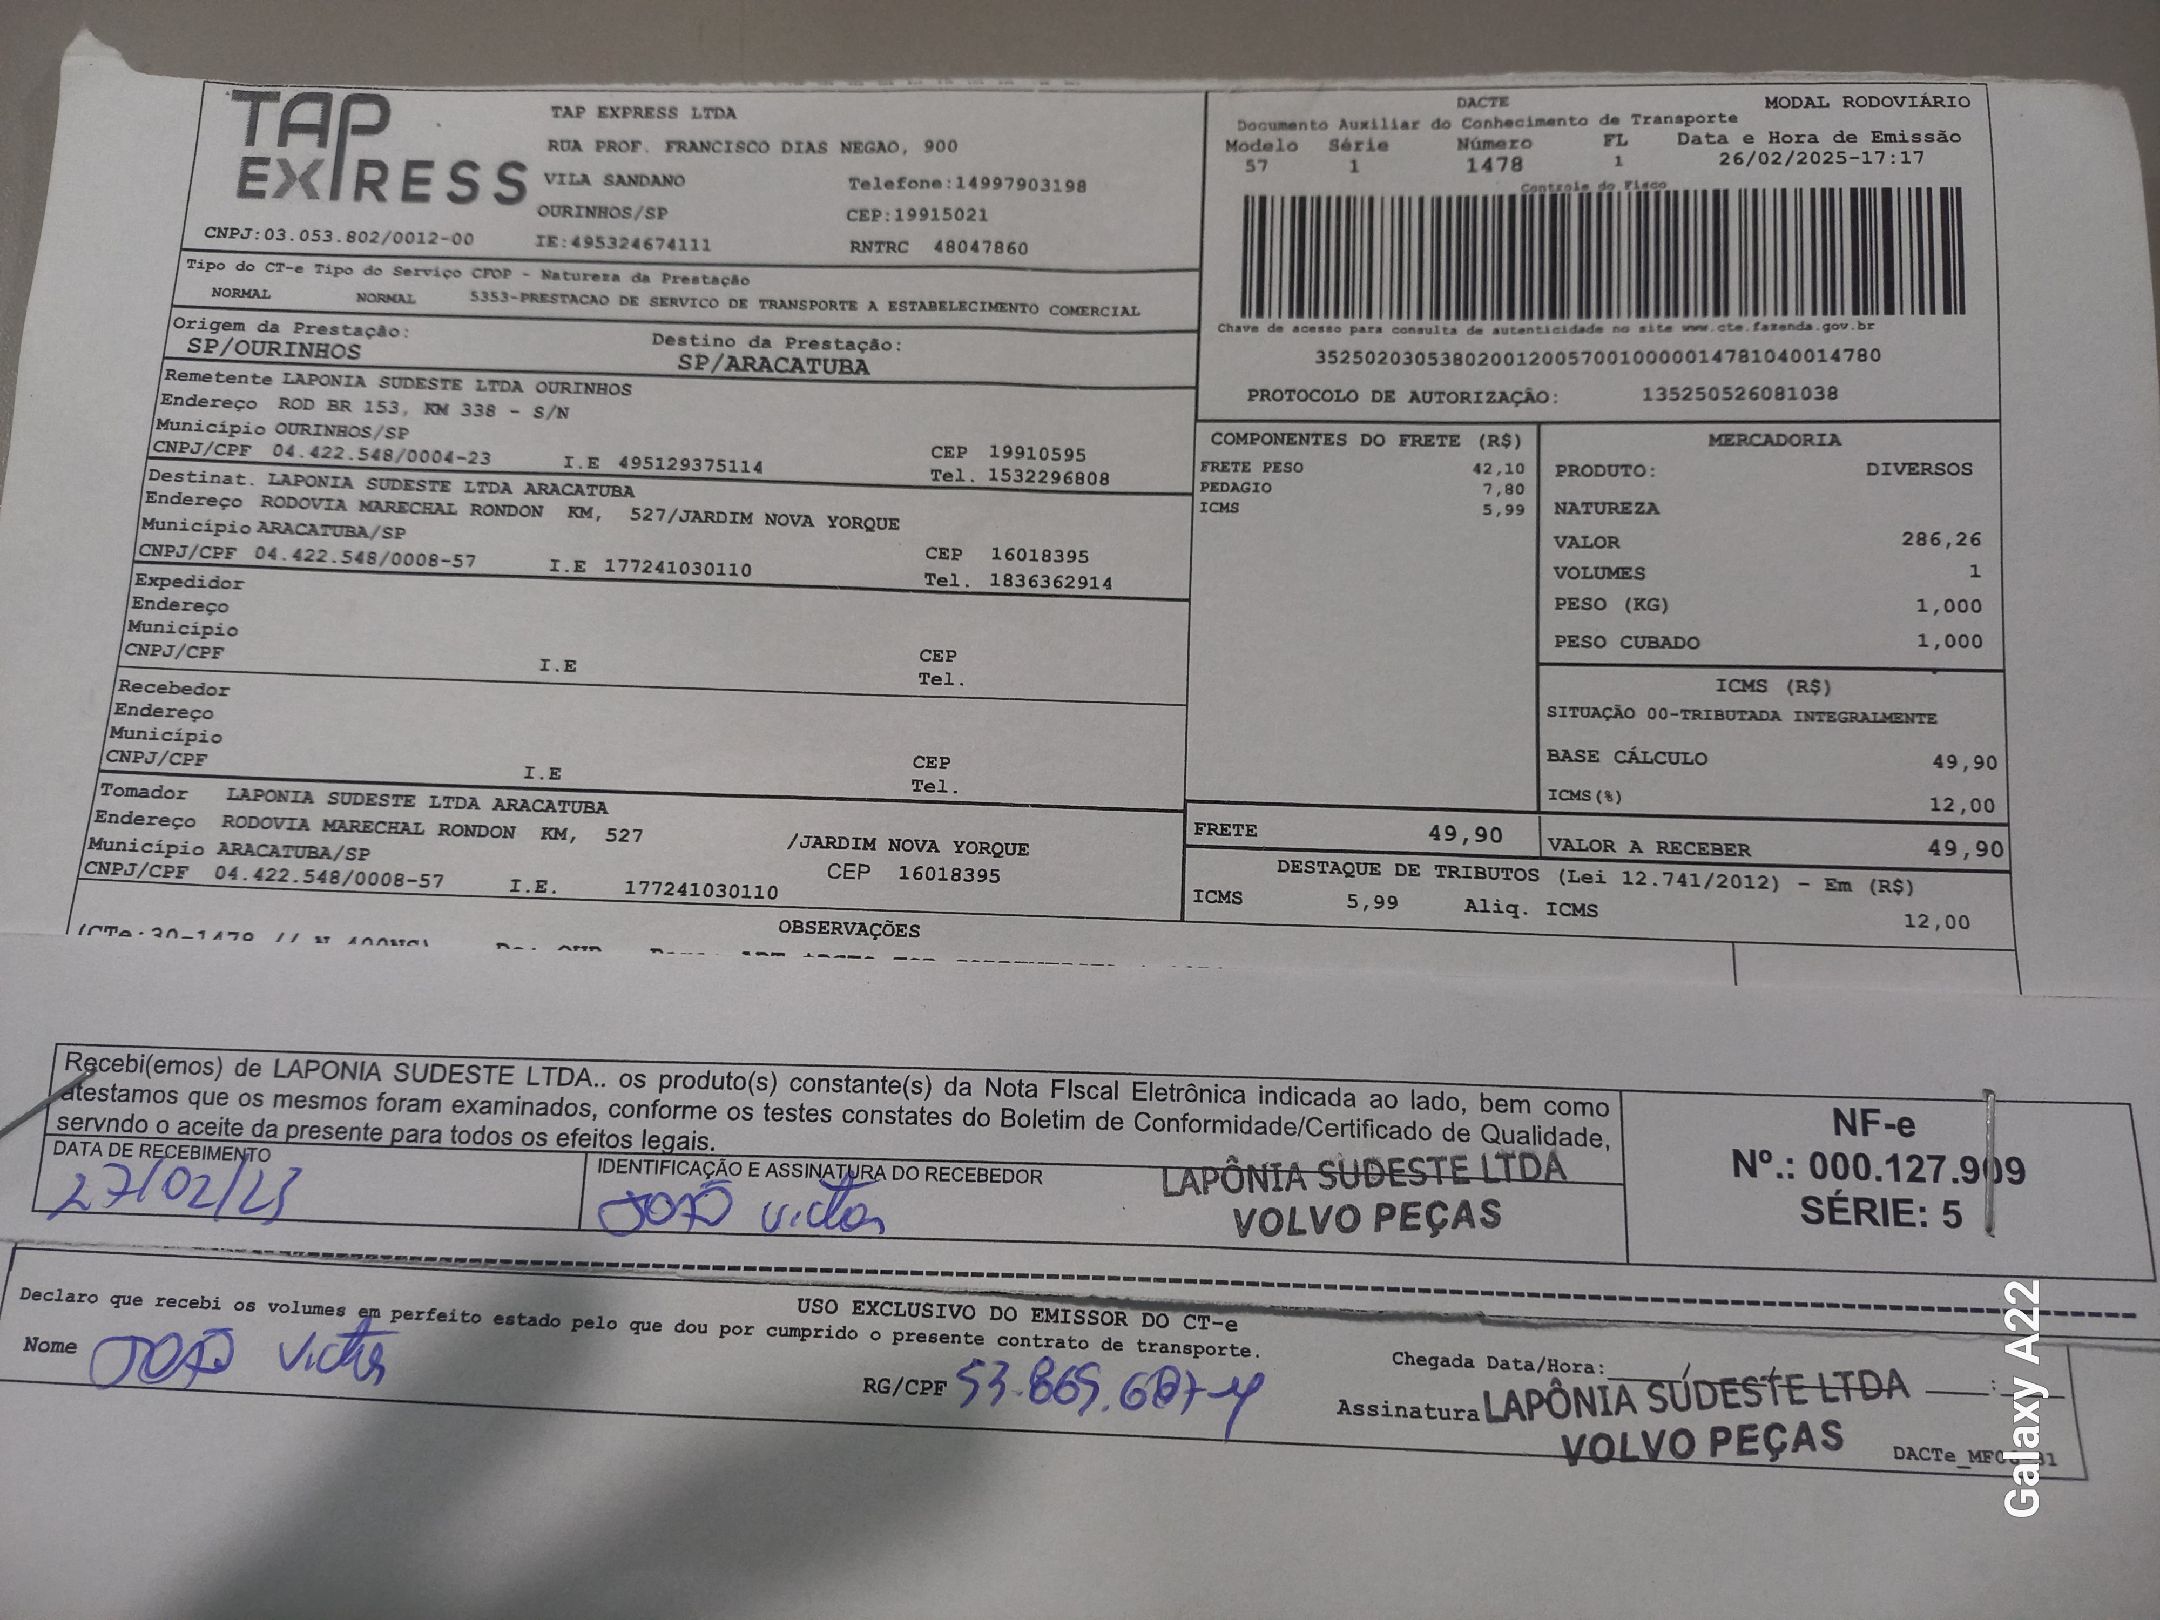 TAP
EXPRESS
TAP EXPRESS LTDA
RUA PROF. FRANCISCO DIAS NEGAO, 900
VILA SANDANO Telefone:14997903198
OURINHOS/SP CEP:19915021
CNPJ:03.053.802/0012-00 IE:495324674111 RNTRC 48047860
Tipo do CT-e Tipo do Serviço CFOP - Natureza da Prestação
NORMAL NORMAL 5353-PRESTACAO DE SERVICO DE TRANSPORTE A ESTABELECIMENTO COMERCIAL
Origem da Prestação: Destino da Prestação:
SP/OURINHOS SP/ARACATUBA
Remetente LAPONIA SUDESTE LTDA OURINHOS
Endereço ROD BR 153, KM 338 - S/N
Município OURINHOS/SP CEP 19910595
CNPJ/CPF 04.422.548/0004-23 I.E 495129375114 Tel. 1532296808
Destinat. LAPONIA SUDESTE LTDA ARACATUBA
Endereço RODOVIA MARECHAL RONDON KM, 527/JARDIM NOVA YORQUE
Município ARACATUBA/SP CEP 16018395
CNPJ/CPF 04.422.548/0008-57 I.E 177241030110 Tel. 1836362914
Expedidor
Endereço
Município CEP
CNPJ/CPF I.E Tel.
Recebedor
Endereço
Município CEP
CNPJ/CPF I.E Tel.
Tomador LAPONIA SUDESTE LTDA ARACATUBA
Endereço RODOVIA MARECHAL RONDON KM, 527 /JARDIM NOVA YORQUE
Município ARACATUBA/SP CEP 16018395
CNPJ/CPF 04.422.548/0008-57 I.E. 177241030110
DACTE MODAL RODOVIÁRIO
Documento Auxiliar do Conhecimento de Transporte
Modelo Série Número FL Data e Hora de Emissão
57 1 1478 1 26/02/2025-17:17
Controle do Fisco
Chave de acesso para consulta de autenticidade no site www.cte.fazenda.gov.br
35250203053802001200570010000014781040014780
PROTOCOLO DE AUTORIZAÇÃO: 135250526081038
COMPONENTES DO FRETE (R$)
FRETE PESO 42,10
PEDAGIO 7,80
ICMS 5,99
MERCADORIA
PRODUTO: DIVERSOS
NATUREZA
VALOR 286,26
VOLUMES 1
PESO (KG) 1,000
PESO CUBADO 1,000
ICMS (R$)
SITUAÇÃO 00-TRIBUTADA INTEGRALMENTE
BASE CÁLCULO 49,90
ICMS(%) 12,00
FRETE 49,90 VALOR A RECEBER 49,90
DESTAQUE DE TRIBUTOS (Lei 12.741/2012) - Em (R$)
ICMS 5,99 Aliq. ICMS 12,00
OBSERVAÇÕES
Recebi(emos) de LAPONIA SUDESTE LTDA.. os produto(s) constante(s) da Nota FIscal Eletrônica indicada ao lado, bem como
atestamos que os mesmos foram examinados, conforme os testes constates do Boletim de Conformidade/Certificado de Qualidade,
servndo o aceite da presente para todos os efeitos legais.
DATA DE RECEBIMENTO IDENTIFICAÇÃO E ASSINATURA DO RECEBEDOR
27/02/25 JOÃO Victor
LAPÔNIA SUDESTE LTDA
VOLVO PEÇAS
NF-e
Nº.: 000.127.909
SÉRIE: 5
USO EXCLUSIVO DO EMISSOR DO CT-e
Declaro que recebi os volumes em perfeito estado pelo que dou por cumprido o presente contrato de transporte.
Nome JOÃO Victor RG/CPF Chegada Data/Hora: / :
Assinatura LAPÔNIA SUDESTE LTDA
VOLVO PEÇAS
Galaxy A22